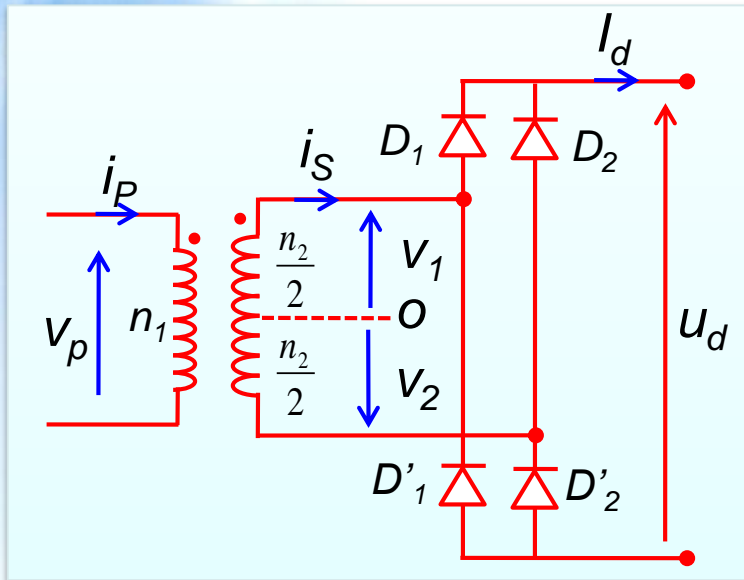 I_d
D_1
D_2
i_S
i_P
n_2/2
v_1
n_1
o
v_p
u_d
n_2/2
v_2
D'_1
D'_2